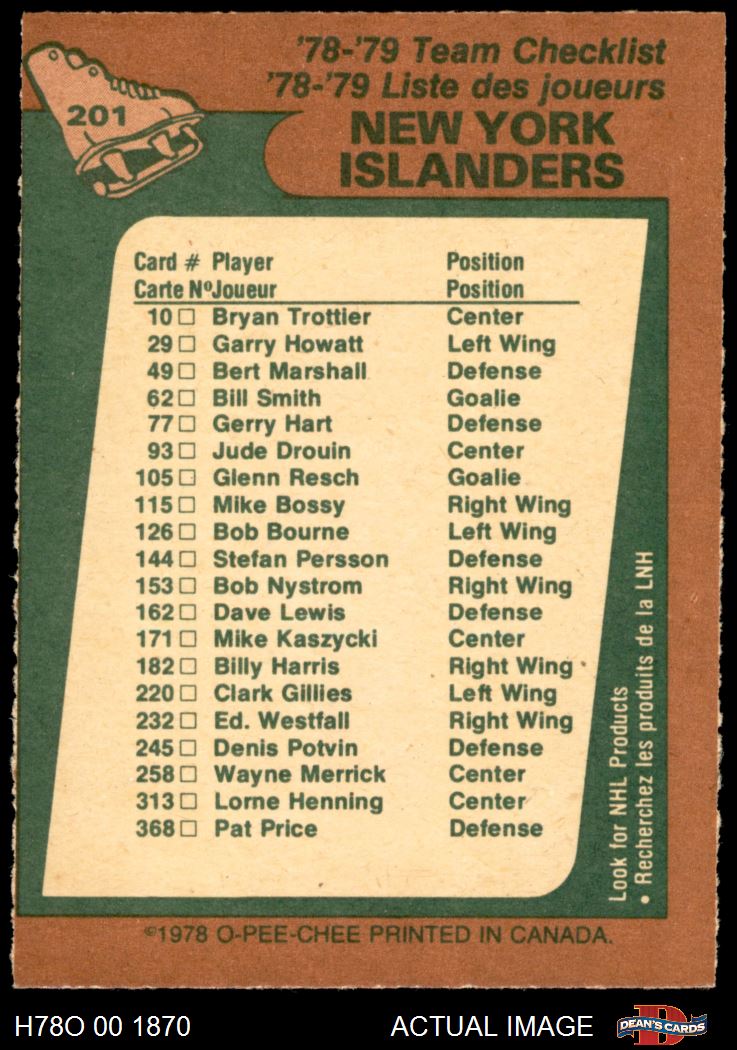 201
'78-'79 Team Checklist
'78-'79 Liste des joueurs
NEW YORK
ISLANDERS
Card # Player Position
Carte Nº Joueur Position
10 □ Bryan Trottier Center
29 □ Garry Howatt Left Wing
49 □ Bert Marshall Defense
62 □ Bill Smith Goalie
77 □ Gerry Hart Defense
93 □ Jude Drouin Center
105 □ Glenn Resch Goalie
115 □ Mike Bossy Right Wing
126 □ Bob Bourne Left Wing
144 □ Stefan Persson Defense
153 □ Bob Nystrom Right Wing
162 □ Dave Lewis Defense
171 □ Mike Kaszycki Center
182 □ Billy Harris Right Wing
220 □ Clark Gillies Left Wing
232 □ Ed. Westfall Right Wing
245 □ Denis Potvin Defense
258 □ Wayne Merrick Center
313 □ Lorne Henning Center
368 □ Pat Price Defense
Look for NHL Products
• Recherchez les produits de la LNH
©1978 O-PEE-CHEE PRINTED IN CANADA.
H78O 00 1870 ACTUAL IMAGE
D
DEAN'S CARDS